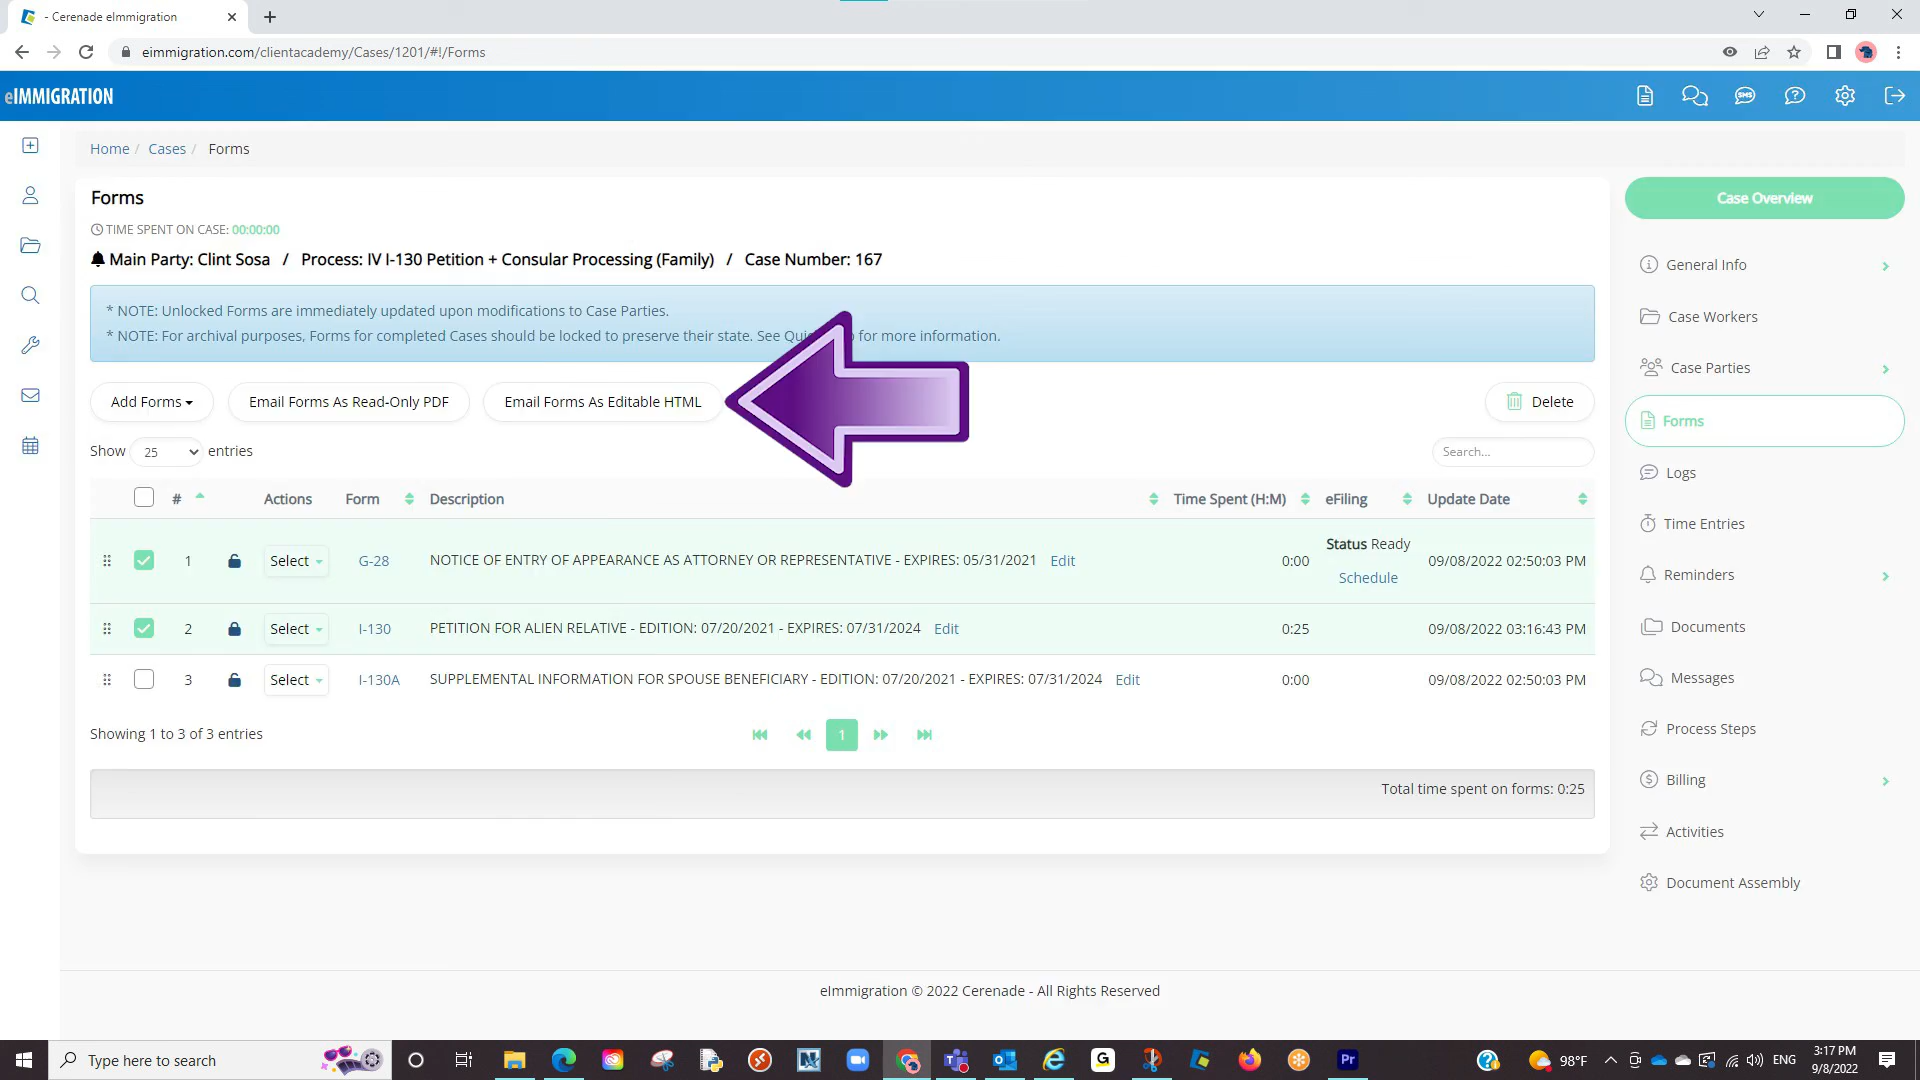 - Cerenade eImmigration
eimmigration.com/clientacademy/Cases/1201/#!/Forms
eIMMIGRATION
SMS
Home / Cases / Forms
Forms
TIME SPENT ON CASE: 00:00:00
Main Party: Clint Sosa / Process: IV I-130 Petition + Consular Processing (Family) / Case Number: 167
* NOTE: Unlocked Forms are immediately updated upon modifications to Case Parties.
* NOTE: For archival purposes, Forms for completed Cases should be locked to preserve their state. See for more information.
Add Forms
Email Forms As Read-Only PDF
Email Forms As Editable HTML
Delete
Show 25 entries
Search...
# Actions Form Description Time Spent (H:M) eFiling Update Date
1 Select G-28 NOTICE OF ENTRY OF APPEARANCE AS ATTORNEY OR REPRESENTATIVE - EXPIRES: 05/31/2021 Edit 0:00 Status Ready 09/08/2022 02:50:03 PM
Schedule
2 Select I-130 PETITION FOR ALIEN RELATIVE - EDITION: 07/20/2021 - EXPIRES: 07/31/2024 Edit 0:25 09/08/2022 03:16:43 PM
3 Select I-130A SUPPLEMENTAL INFORMATION FOR SPOUSE BENEFICIARY - EDITION: 07/20/2021 - EXPIRES: 07/31/2024 Edit 0:00 09/08/2022 02:50:03 PM
Showing 1 to 3 of 3 entries
1
Total time spent on forms: 0:25
Case Overview
General Info
Case Workers
Case Parties
Forms
Logs
Time Entries
Reminders
Documents
Messages
Process Steps
Billing
Activities
Document Assembly
eImmigration © 2022 Cerenade - All Rights Reserved
Type here to search
G
Pr
98°F
ENG
3:17 PM
9/8/2022